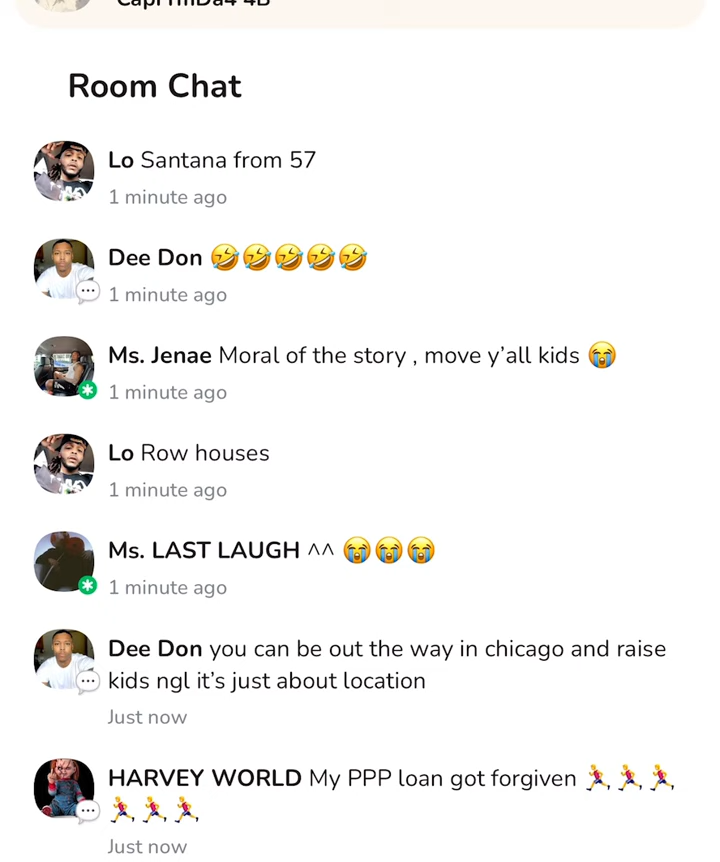 Room Chat
Lo Santana from 57
1 minute ago
Dee Don 🤣🤣🤣🤣🤣
1 minute ago
Ms. Jenae Moral of the story , move y’all kids 😭
1 minute ago
Lo Row houses
1 minute ago
Ms. LAST LAUGH ^^ 😭😭😭
1 minute ago
Dee Don you can be out the way in chicago and raise
kids ngl it’s just about location
Just now
HARVEY WORLD My PPP loan got forgiven 🏃🏃🏃
🏃🏃🏃
Just now